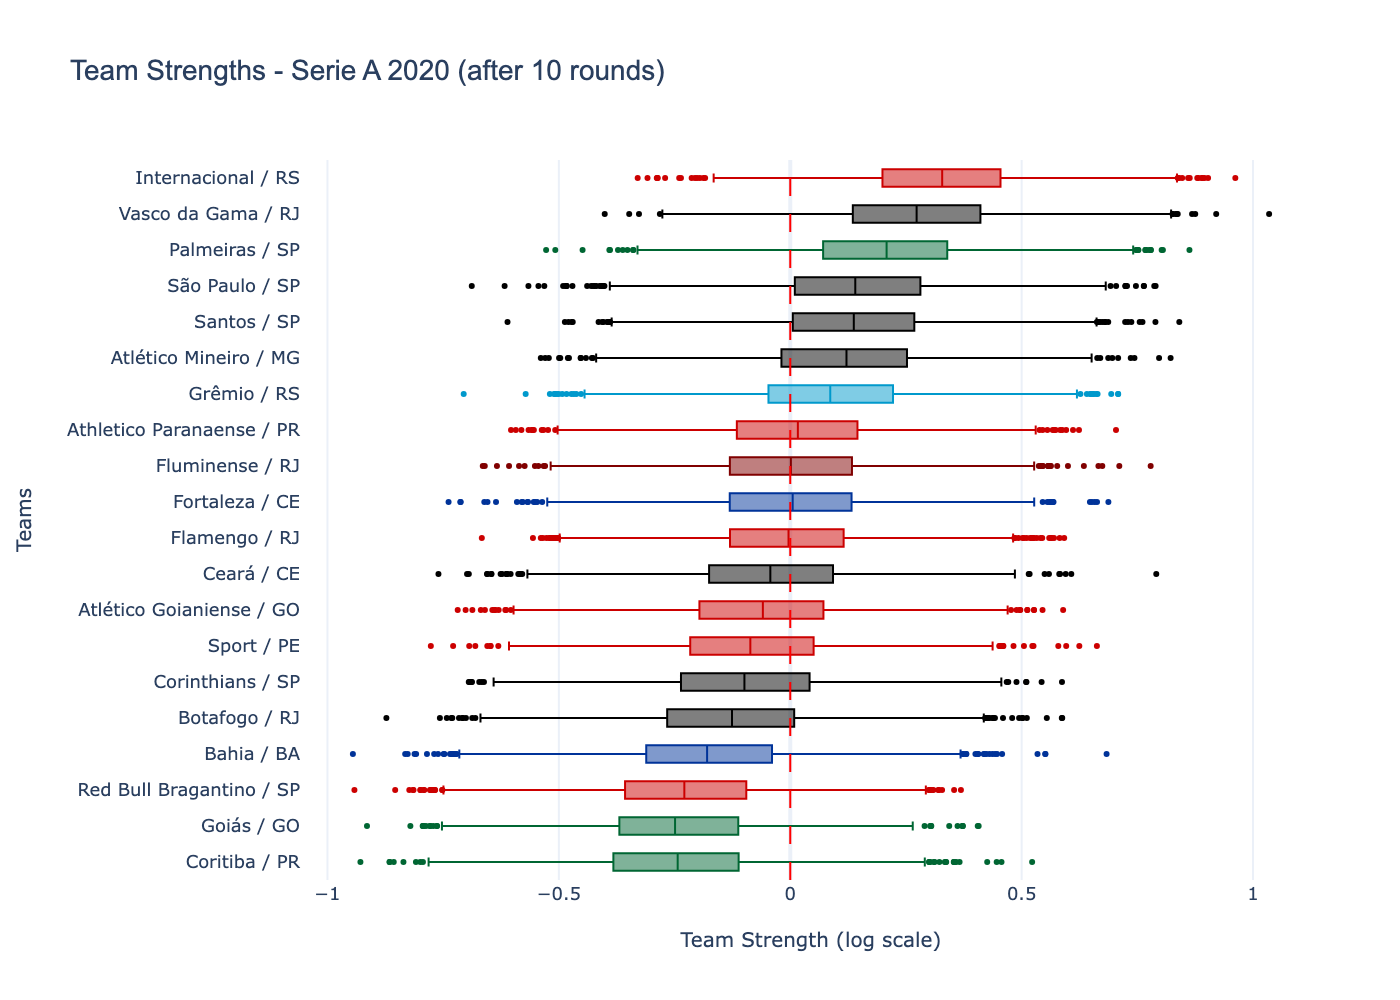 Team Strengths - Serie A 2020 (after 10 rounds)
Internacional / RS
Vasco da Gama / RJ
Palmeiras / SP
São Paulo / SP
Santos / SP
Atlético Mineiro / MG
Grêmio / RS
Athletico Paranaense / PR
Fluminense / RJ
Fortaleza / CE
Flamengo / RJ
Ceará / CE
Atlético Goianiense / GO
Sport / PE
Corinthians / SP
Botafogo / RJ
Bahia / BA
Red Bull Bragantino / SP
Goiás / GO
Coritiba / PR
Teams
−1 −0.5 0 0.5 1
Team Strength (log scale)